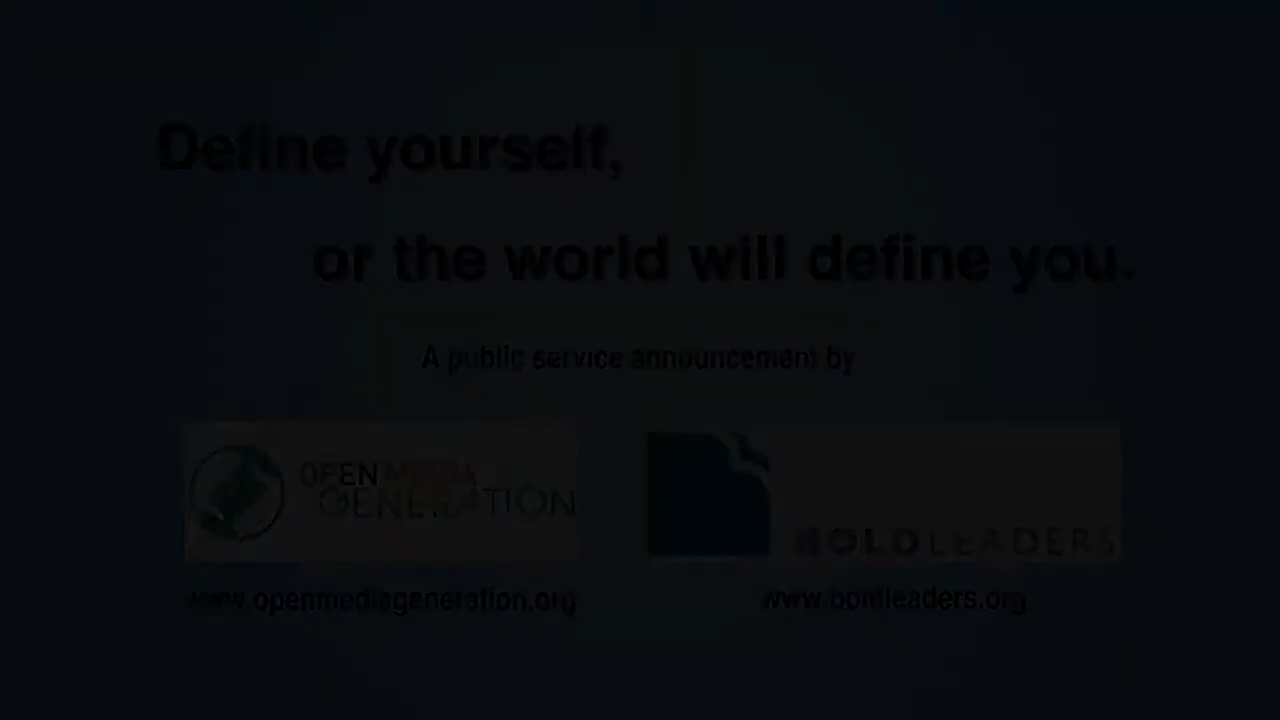 Define yourself,
or the world will define you.
A public service announcement by
OPEN MEDIA
GENERATION
BOLDLEADERS
www.openmediageneration.org
www.boldleaders.org